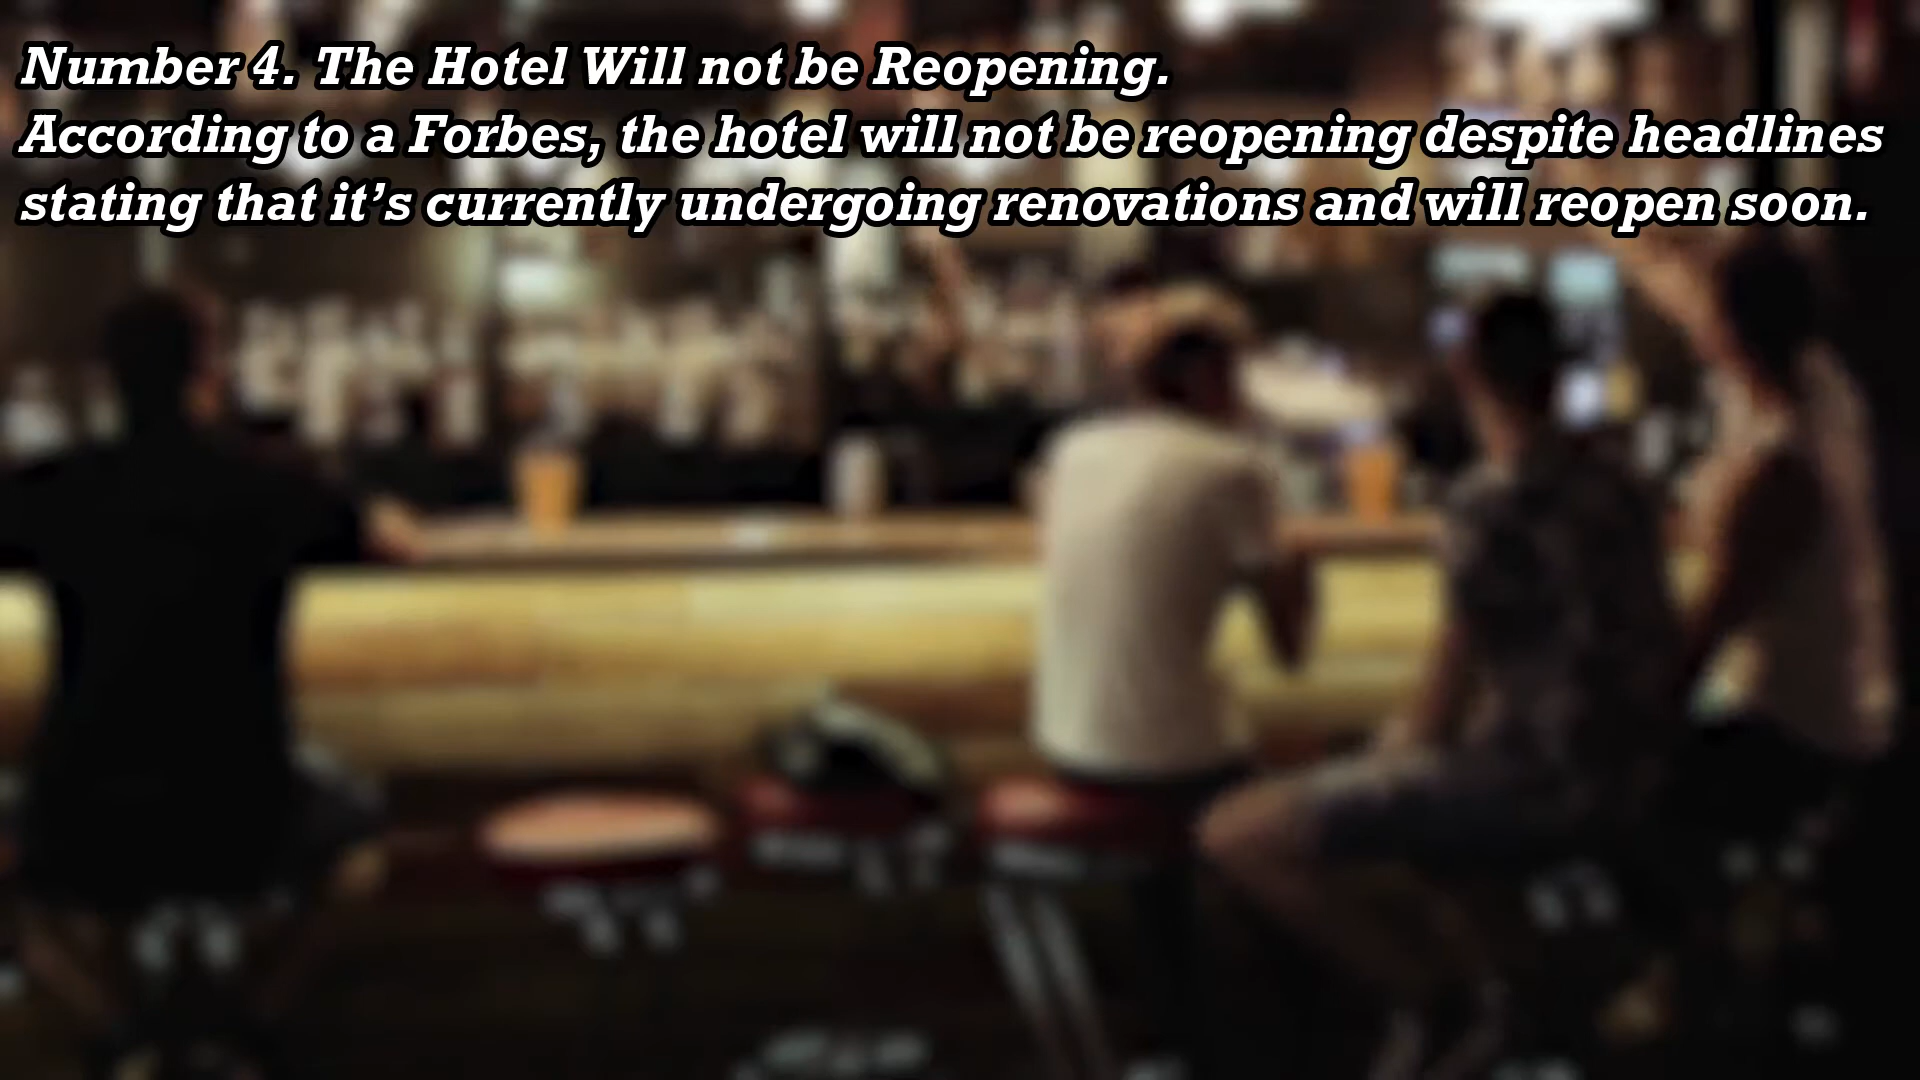 Number 4. The Hotel Will not be Reopening.
According to a Forbes, the hotel will not be reopening despite headlines
stating that it’s currently undergoing renovations and will reopen soon.